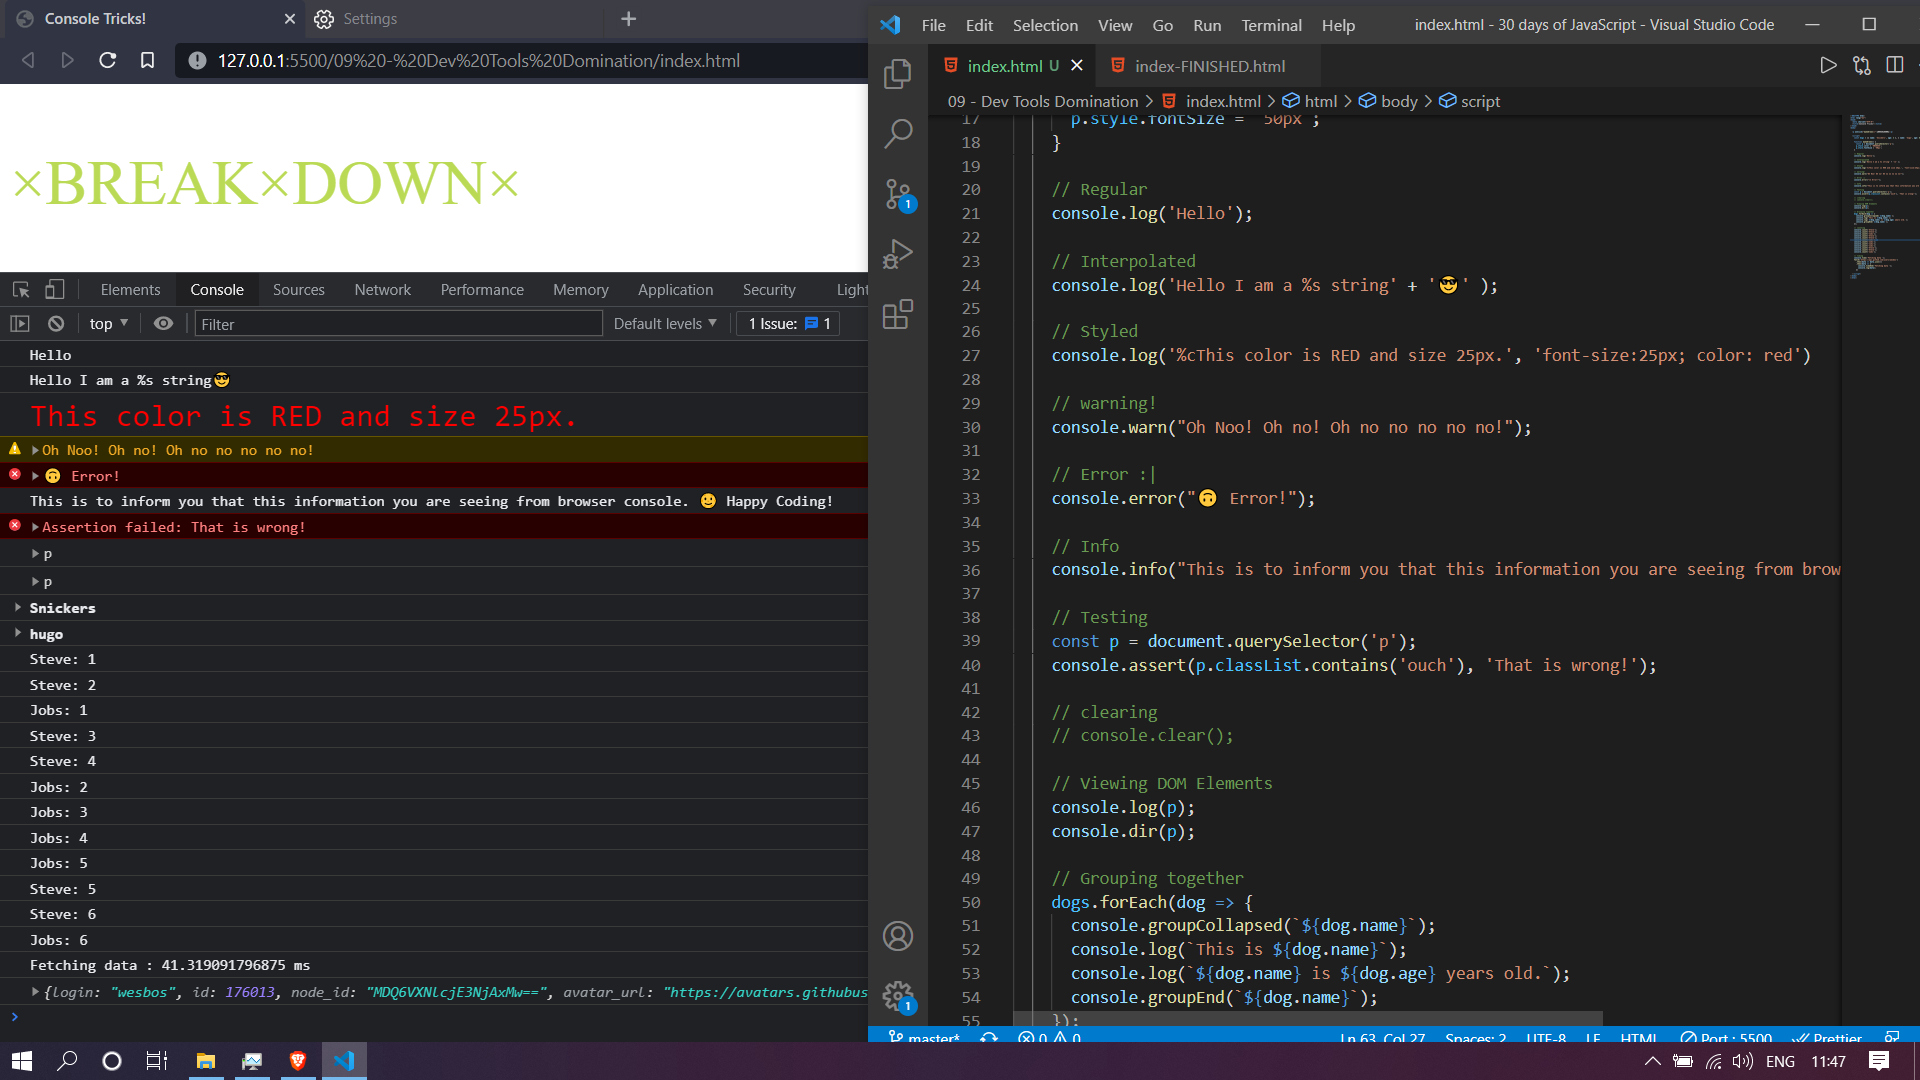 Console Tricks!
Settings
127.0.0.1:5500/09%20-%20Dev%20Tools%20Domination/index.html
×BREAK×DOWN×
Elements Console Sources Network Performance Memory Application Security Light
top Filter Default levels 1 Issue: 1
Hello
Hello I am a %s string😎
This color is RED and size 25px.
Oh Noo! Oh no! Oh no no no no no!
🙃 Error!
This is to inform you that this information you are seeing from browser console. 🙂 Happy Coding!
Assertion failed: That is wrong!
p
p
Snickers
hugo
Steve: 1
Steve: 2
Jobs: 1
Steve: 3
Steve: 4
Jobs: 2
Jobs: 3
Jobs: 4
Jobs: 5
Steve: 5
Steve: 6
Jobs: 6
Fetching data : 41.319091796875 ms
{login: "wesbos", id: 176013, node_id: "MDQ6VXNlcjE3NjAxMw==", avatar_url: "https://avatars.githubus
File Edit Selection View Go Run Terminal Help index.html - 30 days of JavaScript - Visual Studio Code
index.html U index-FINISHED.html
09 - Dev Tools Domination > index.html > html > body > script
17 p.style.fontSize = '50px';
18 }
19
20 // Regular
21 console.log('Hello');
22
23 // Interpolated
24 console.log('Hello I am a %s string' + '😎' );
25
26 // Styled
27 console.log('%cThis color is RED and size 25px.', 'font-size:25px; color: red')
28
29 // warning!
30 console.warn("Oh Noo! Oh no! Oh no no no no no!");
31
32 // Error :|
33 console.error("🙃 Error!");
34
35 // Info
36 console.info("This is to inform you that this information you are seeing from brow
37
38 // Testing
39 const p = document.querySelector('p');
40 console.assert(p.classList.contains('ouch'), 'That is wrong!');
41
42 // clearing
43 // console.clear();
44
45 // Viewing DOM Elements
46 console.log(p);
47 console.dir(p);
48
49 // Grouping together
50 dogs.forEach(dog => {
51 console.groupCollapsed(`${dog.name}`);
52 console.log(`This is ${dog.name}`);
53 console.log(`${dog.name} is ${dog.age} years old.`);
54 console.groupEnd(`${dog.name}`);
55 });
1
1
master* 0 0 Ln 63, Col 27 Spaces: 2 UTF-8 LF HTML Port : 5500 Prettier
ENG 11:47